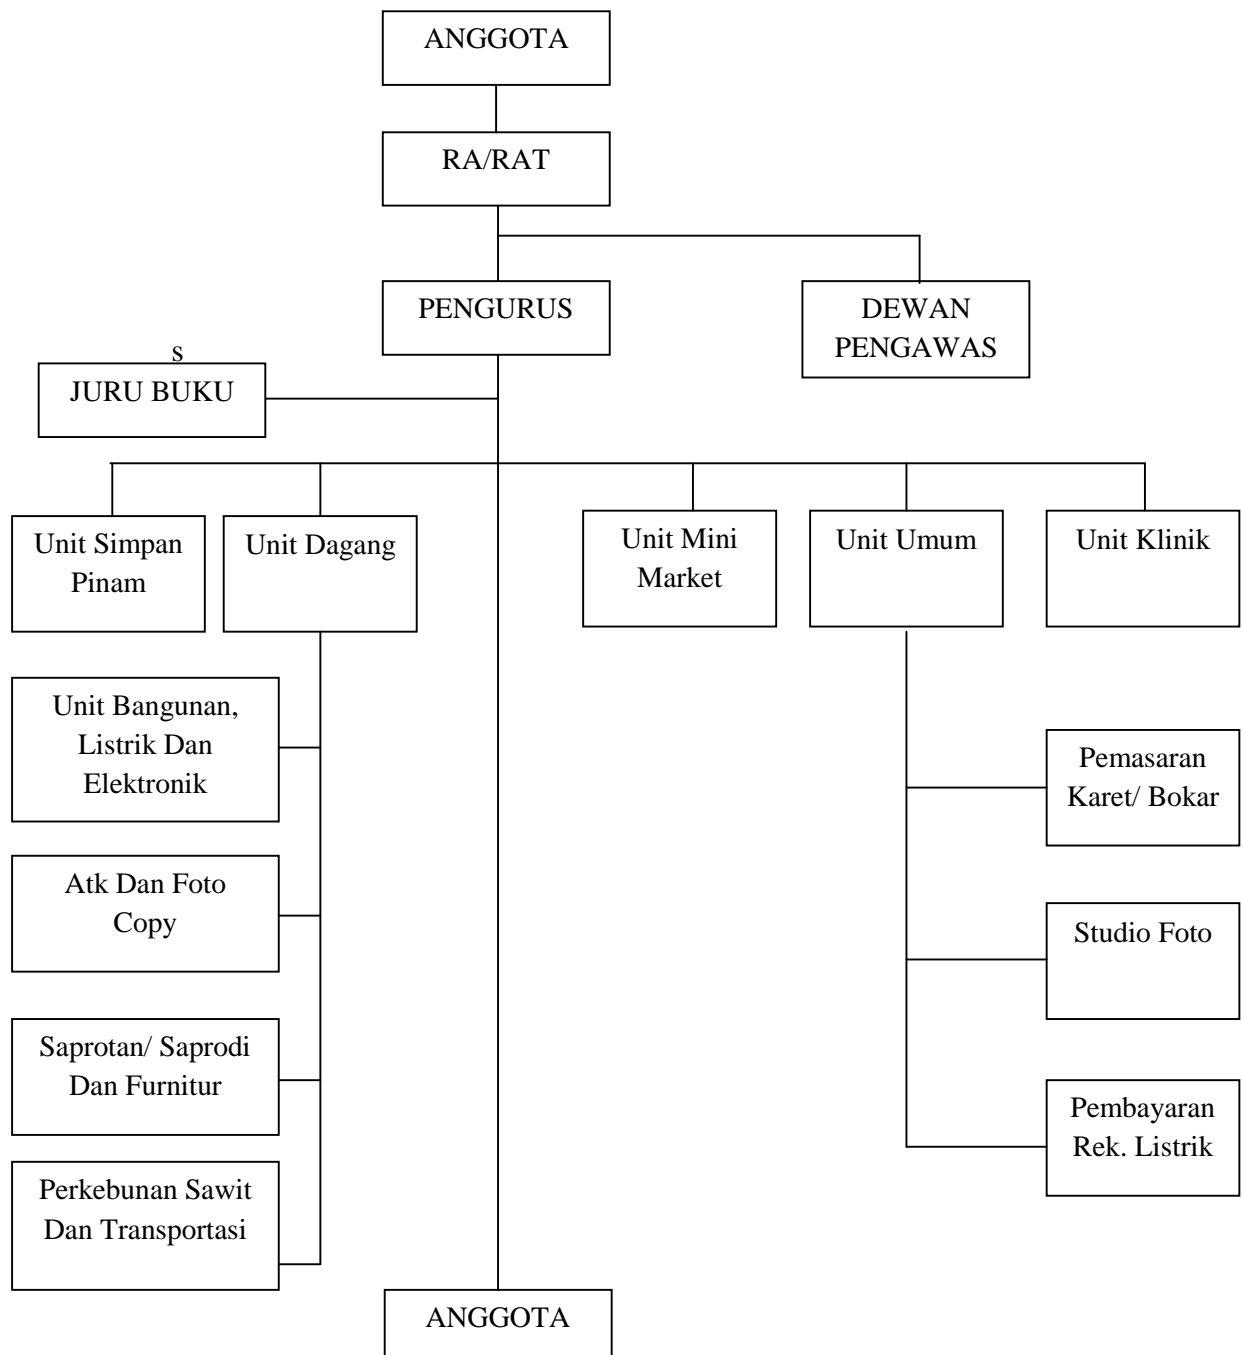 ANGGOTA
RA/RAT
PENGURUS
DEWAN
PENGAWAS
s
JURU BUKU
Unit Simpan
Pinam
Unit Dagang
Unit Mini
Market
Unit Umum
Unit Klinik
Unit Bangunan,
Listrik Dan
Elektronik
Atk Dan Foto
Copy
Saprotan/ Saprodi
Dan Furnitur
Perkebunan Sawit
Dan Transportasi
Pemasaran
Karet/ Bokar
Studio Foto
Pembayaran
Rek. Listrik
ANGGOTA